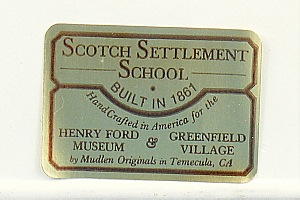 SCOTCH SETTLEMENT
SCHOOL
BUILT IN 1861
HandCrafted in America for the
HENRY FORD MUSEUM & GREENFIELD VILLAGE
by Mudlen Originals in Temecula, CA